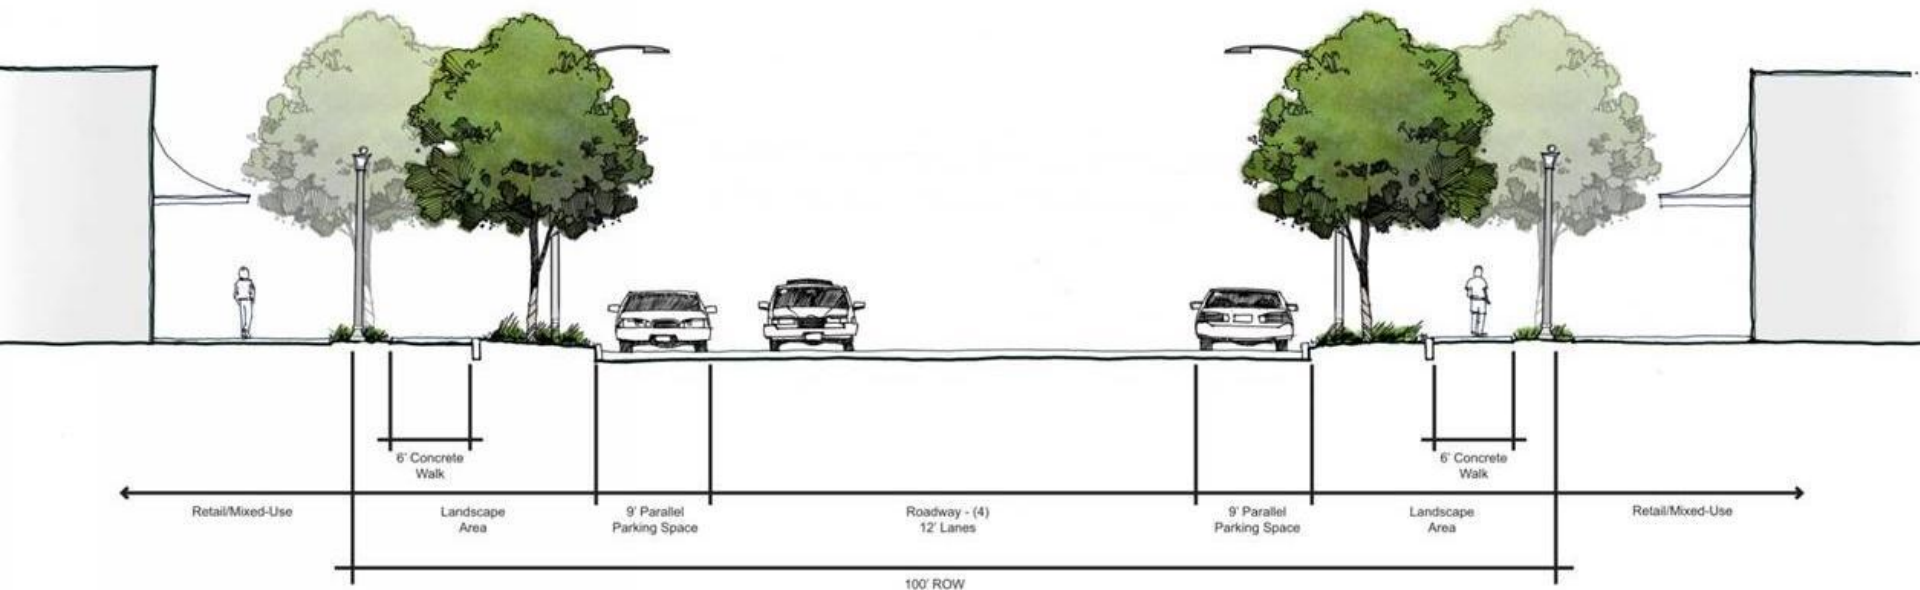 6' Concrete
Walk
6' Concrete
Walk
Retail/Mixed-Use
Landscape
Area
9' Parallel
Parking Space
Roadway - (4)
12' Lanes
9' Parallel
Parking Space
Landscape
Area
Retail/Mixed-Use
100' ROW